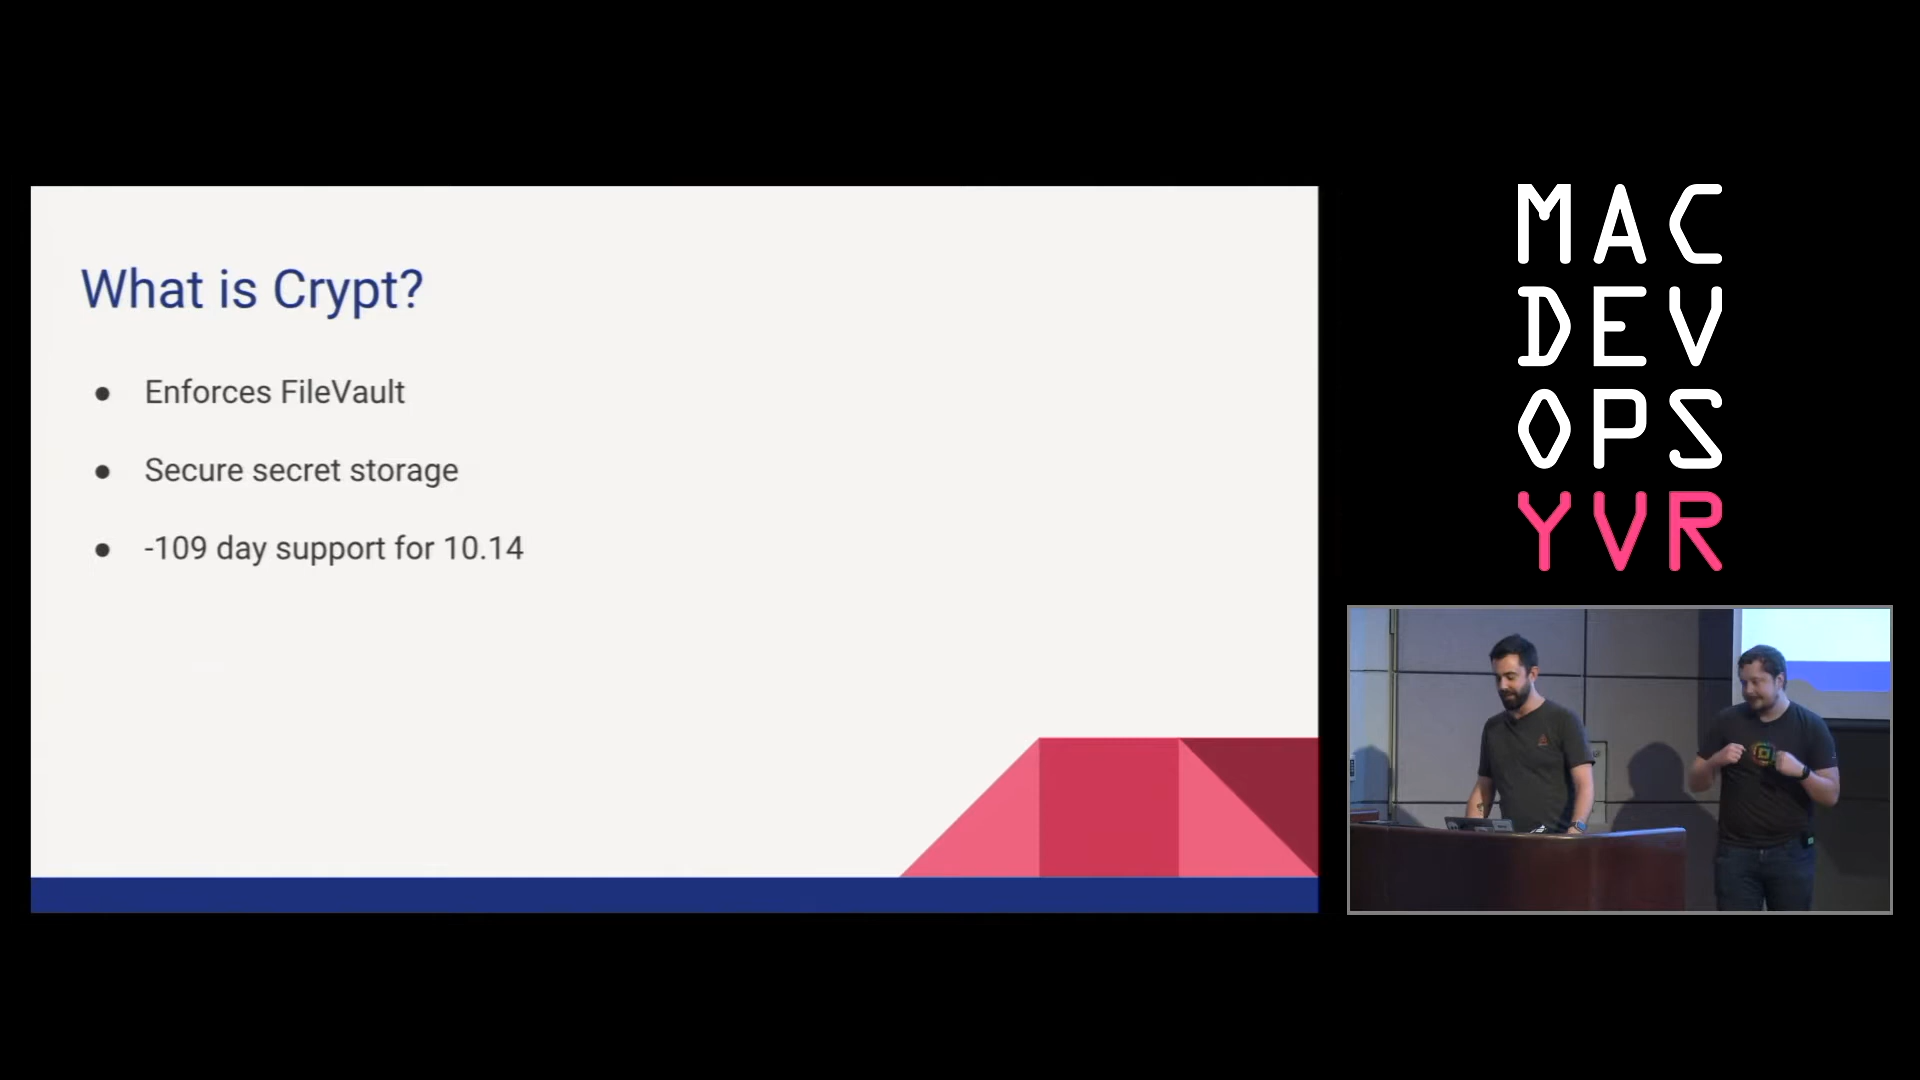 What is Crypt?
● Enforces FileVault
● Secure secret storage
● -109 day support for 10.14
MAC
DEV
OPS
YVR